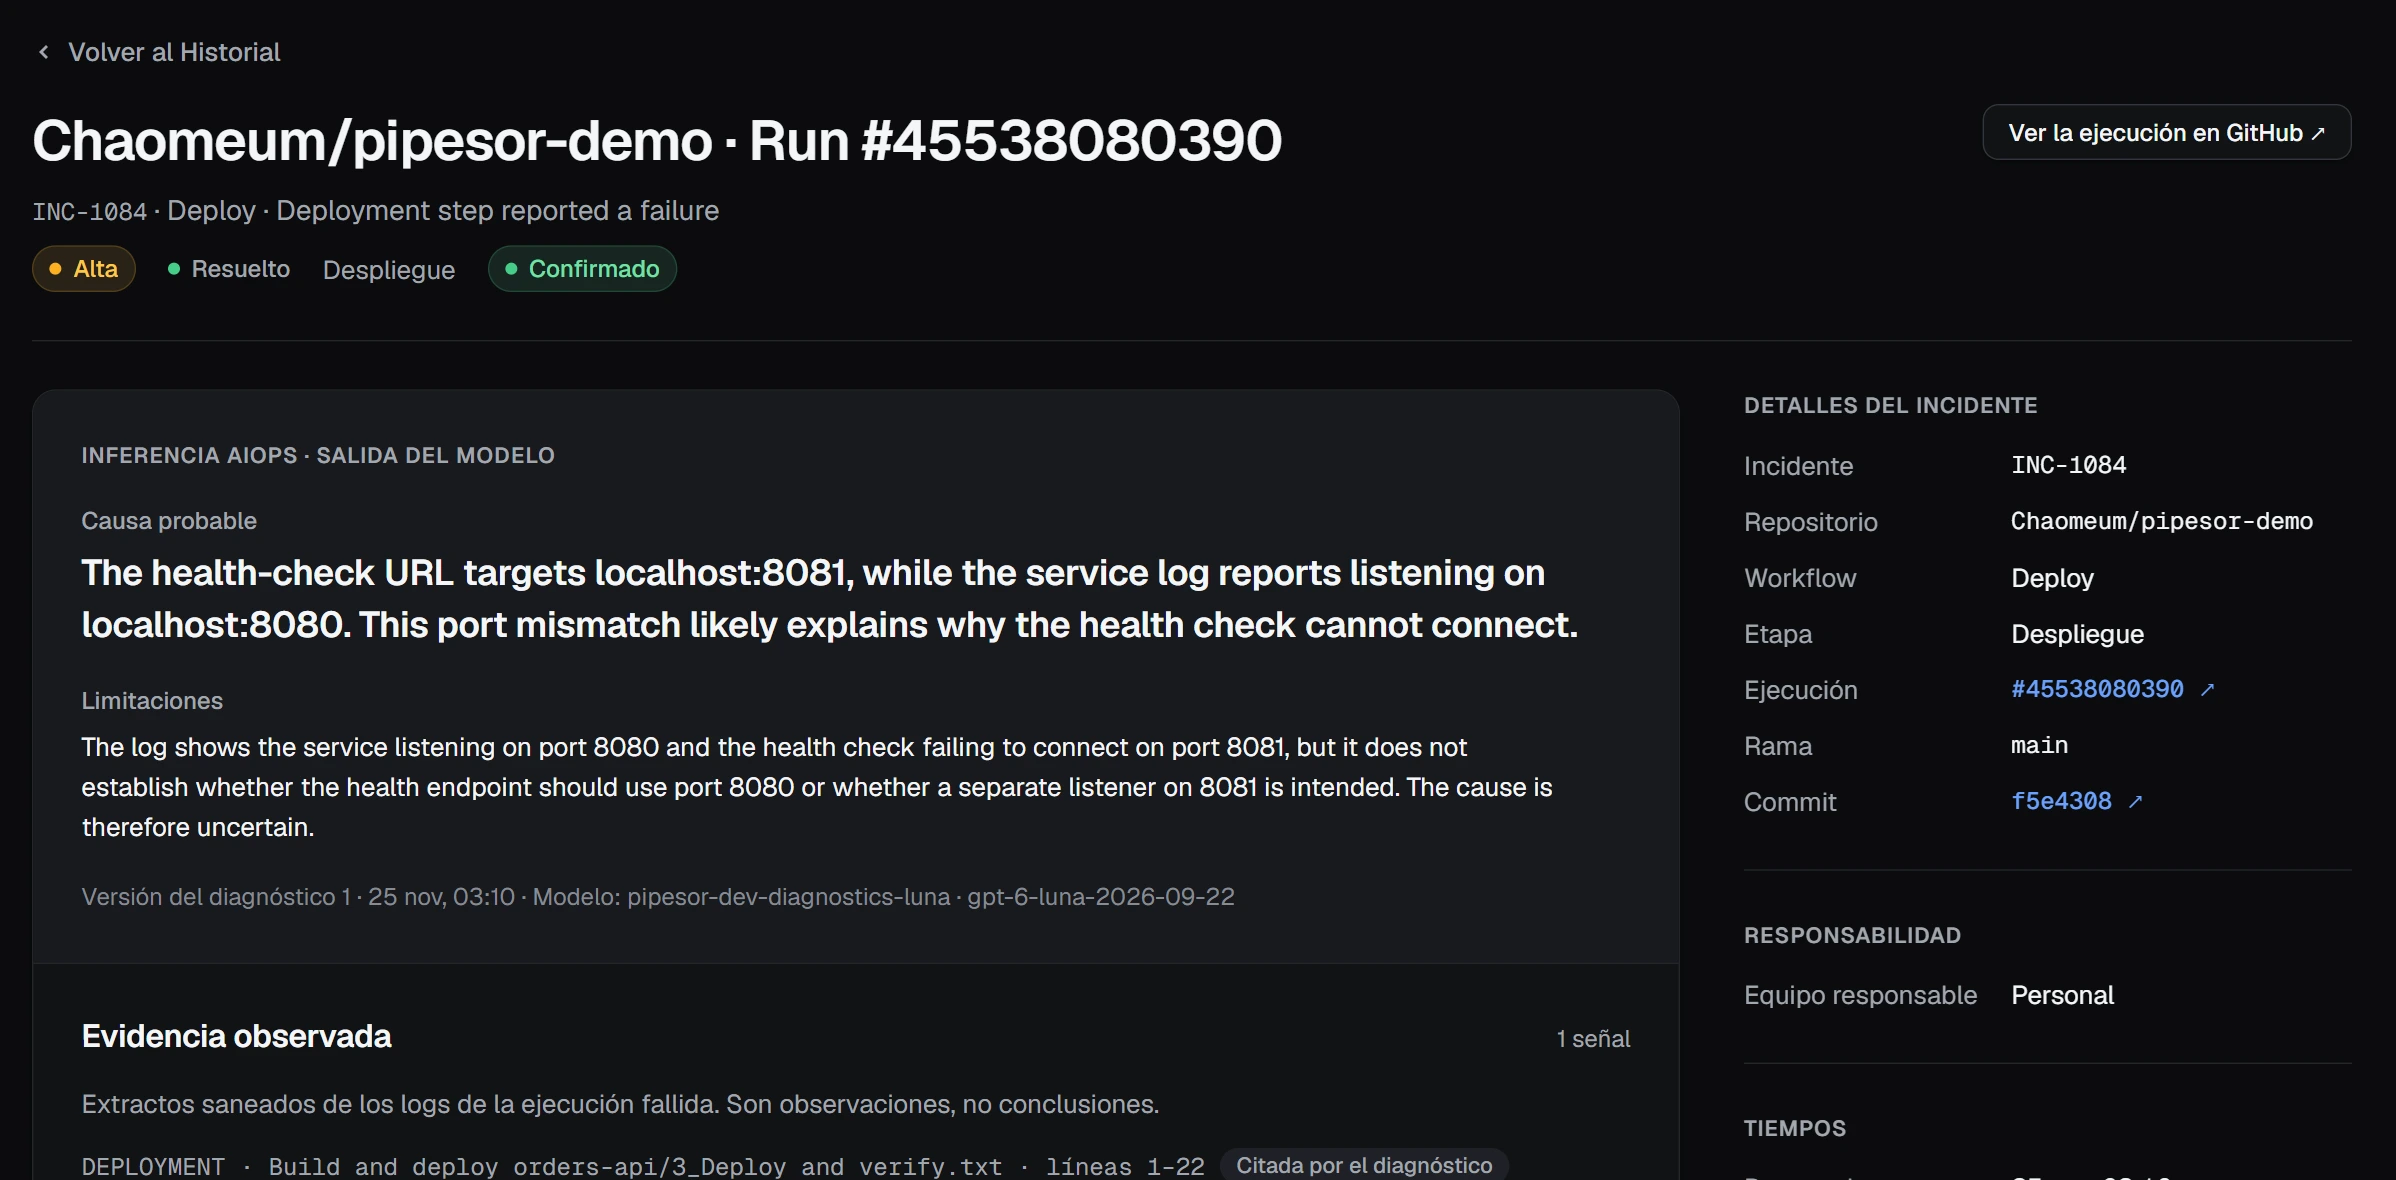 Volver al Historial
Chaomeum/pipesor-demo · Run #45538080390
Ver la ejecución en GitHub ↗
INC-1084 · Deploy · Deployment step reported a failure
Alta
Resuelto
Despliegue
Confirmado
INFERENCIA AIOPS · SALIDA DEL MODELO
Causa probable
The health-check URL targets localhost:8081, while the service log reports listening on
localhost:8080. This port mismatch likely explains why the health check cannot connect.
Limitaciones
The log shows the service listening on port 8080 and the health check failing to connect on port 8081, but it does not
establish whether the health endpoint should use port 8080 or whether a separate listener on 8081 is intended. The cause is
therefore uncertain.
Versión del diagnóstico 1 · 25 nov, 03:10 · Modelo: pipesor-dev-diagnostics-luna · gpt-6-luna-2026-09-22
Evidencia observada
1 señal
Extractos saneados de los logs de la ejecución fallida. Son observaciones, no conclusiones.
DEPLOYMENT · Build and deploy orders-api/3_Deploy and verify.txt · líneas 1-22
Citada por el diagnóstico
DETALLES DEL INCIDENTE
Incidente INC-1084
Repositorio Chaomeum/pipesor-demo
Workflow Deploy
Etapa Despliegue
Ejecución #45538080390 ↗
Rama main
Commit f5e4308 ↗
RESPONSABILIDAD
Equipo responsable Personal
TIEMPOS